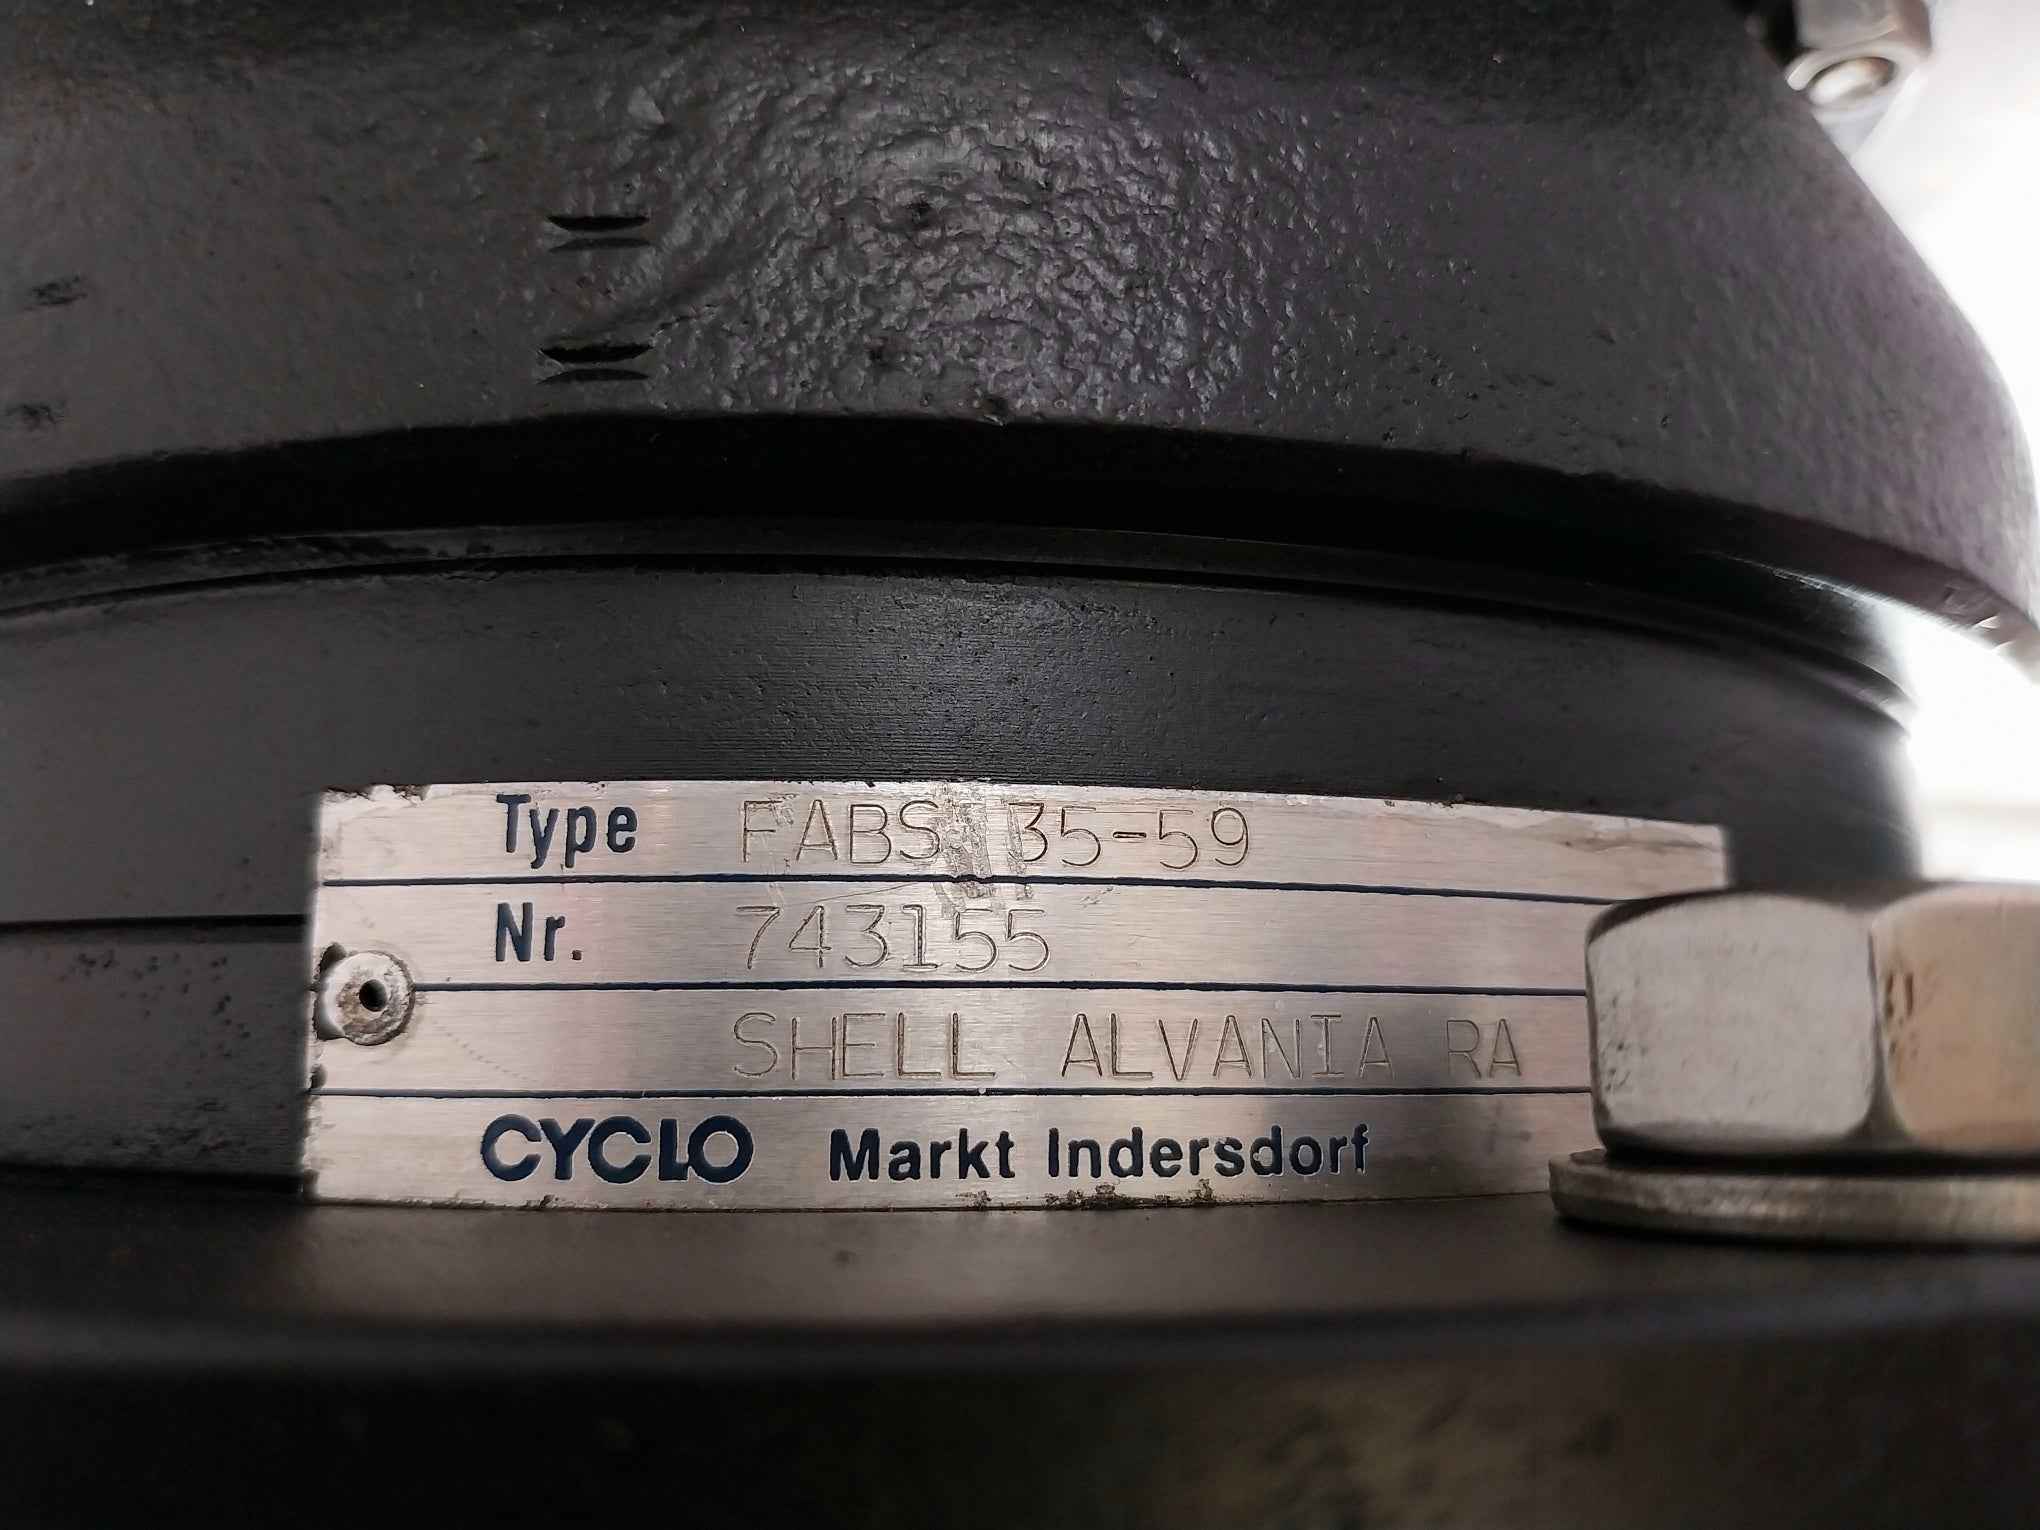 Type FABS 35-59
Nr. 743155
SHELL ALVANIA RA
CYCLO Markt Indersdorf